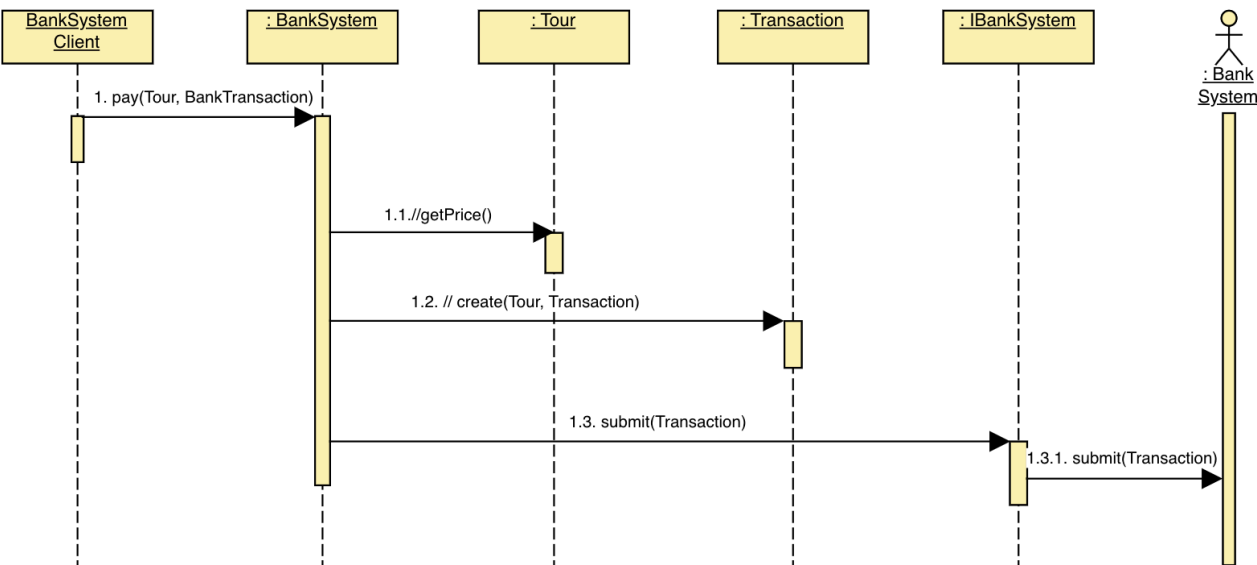 BankSystem
Client
: BankSystem
: Tour
: Transaction
: IBankSystem
: Bank
System
1. pay(Tour, BankTransaction)
1.1.//getPrice()
1.2. // create(Tour, Transaction)
1.3. submit(Transaction)
1.3.1. submit(Transaction)